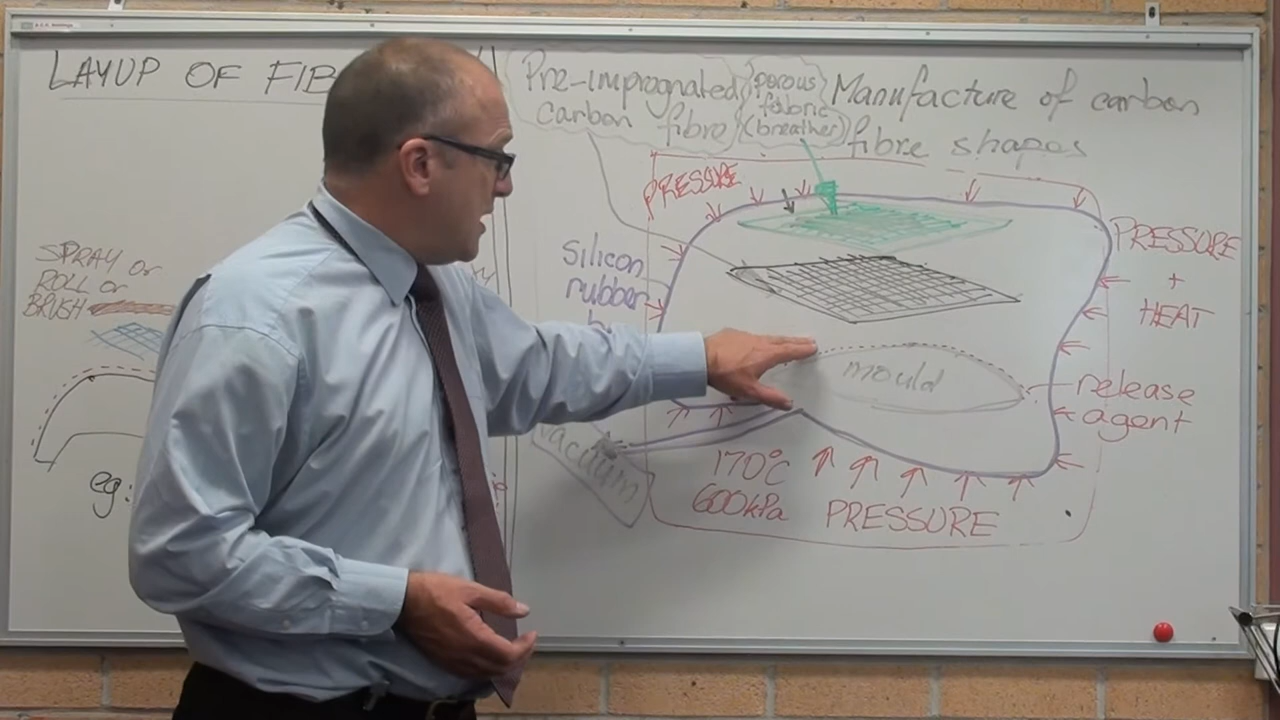 LAYUP OF FIB
SPRAY or
ROLL or
BRUSH
eg:
Pre-imprognated
carbon fibre
porous
fabric
(breather)
Manufacture of carbon
fibre shapes
PRESSURE
silicon
rubber
PRESSURE
+
HEAT
mould
release
agent
vacuum
170°C
600kPa
PRESSURE